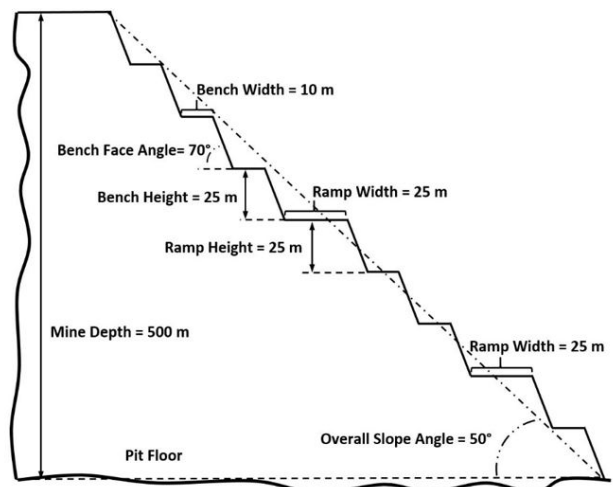 Bench Width = 10 m
Bench Face Angle= 70°
Bench Height = 25 m
Ramp Width = 25 m
Ramp Height = 25 m
Mine Depth = 500 m
Ramp Width = 25 m
Overall Slope Angle = 50°
Pit Floor